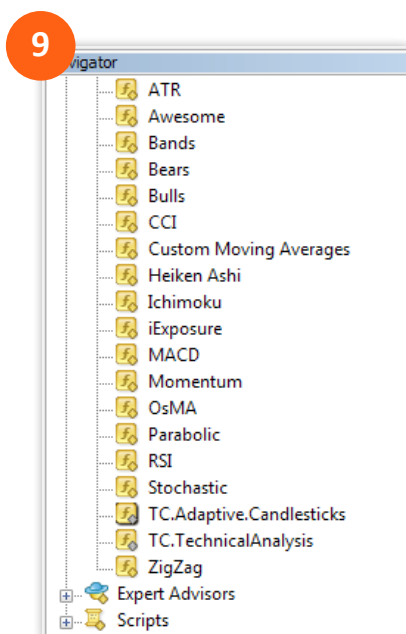 9
vigator
ATR
Awesome
Bands
Bears
Bulls
CCI
Custom Moving Averages
Heiken Ashi
Ichimoku
iExposure
MACD
Momentum
OsMA
Parabolic
RSI
Stochastic
TC.Adaptive.Candlesticks
TC.TechnicalAnalysis
ZigZag
Expert Advisors
Scripts